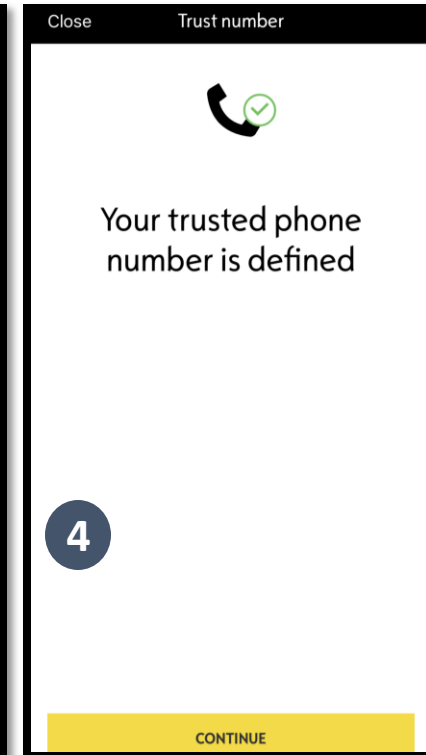 Close Trust number
Your trusted phone
number is defined
4
CONTINUE